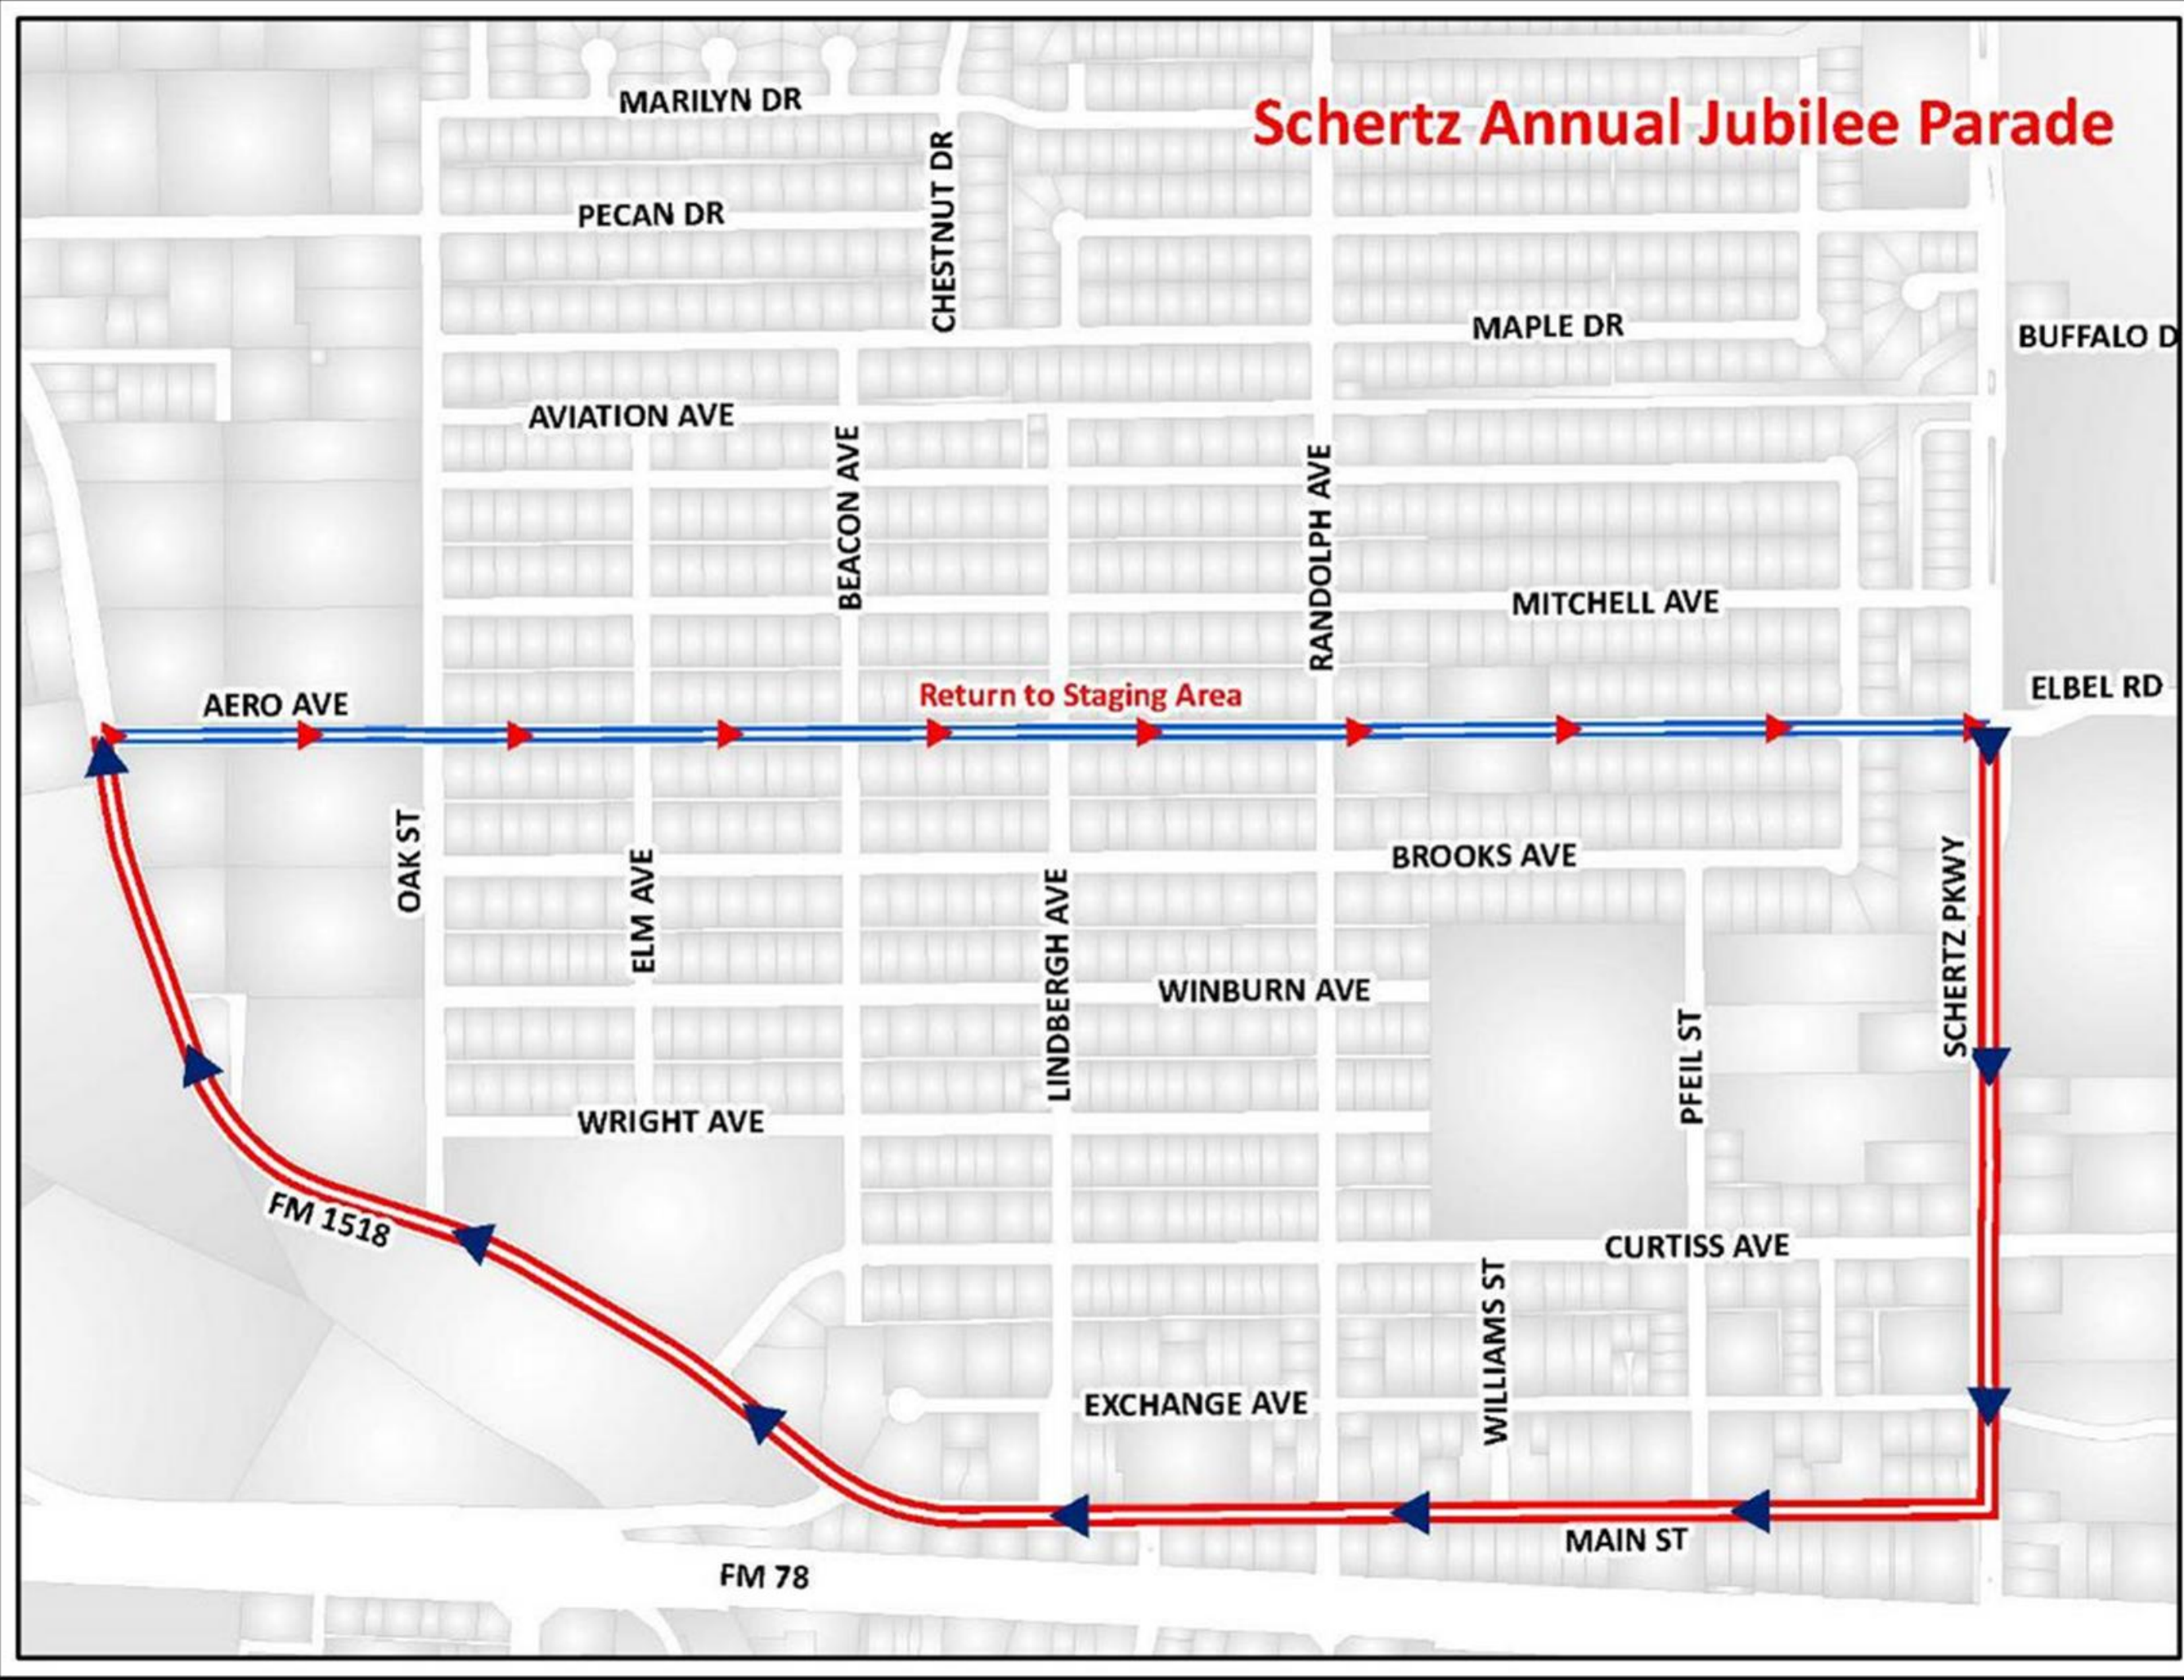 MARILYN DR
Schertz Annual Jubilee Parade
CHESTNUT DR
PECAN DR
MAPLE DR
BUFFALO D
AVIATION AVE
BEACON AVE
RANDOLPH AVE
MITCHELL AVE
ELBEL RD
AERO AVE
Return to Staging Area
OAK ST
ELM AVE
BROOKS AVE
SCHERTZ PKWY
LINDBERGH AVE
WINBURN AVE
PFEIL ST
WRIGHT AVE
FM 1518
CURTISS AVE
WILLIAMS ST
EXCHANGE AVE
MAIN ST
FM 78